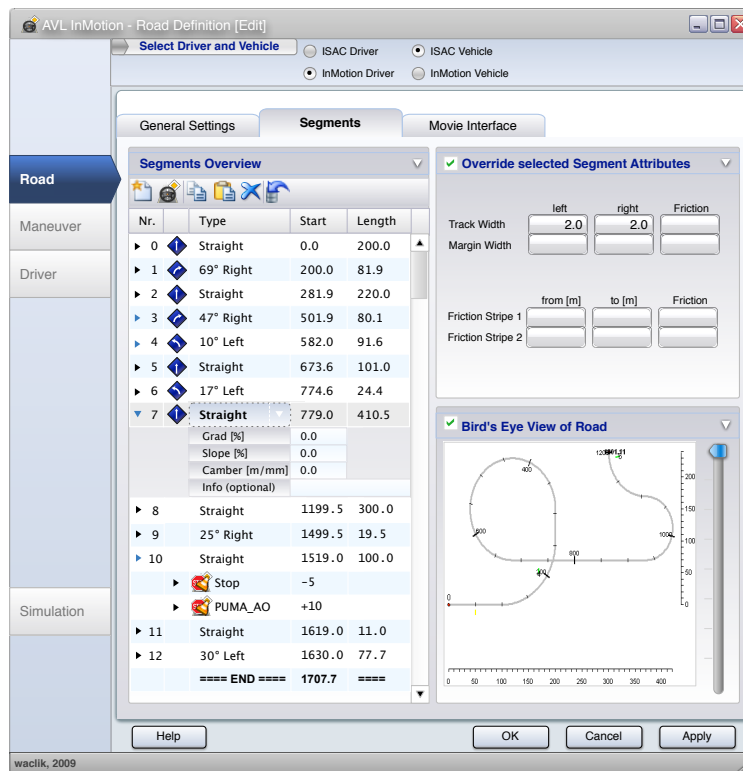 AVL InMotion - Road Definition [Edit]
Select Driver and Vehicle
ISAC Driver
ISAC Vehicle
InMotion Driver
InMotion Vehicle
General Settings
Segments
Movie Interface
Road
Maneuver
Driver
Simulation
Segments Overview
Nr. Type Start Length
0 Straight 0.0 200.0
1 69° Right 200.0 81.9
2 Straight 281.9 220.0
3 47° Right 501.9 80.1
4 10° Left 582.0 91.6
5 Straight 673.6 101.0
6 17° Left 774.6 24.4
7 Straight 779.0 410.5
Grad [%] 0.0
Slope [%] 0.0
Camber [m/mm] 0.0
Info (optional)
8 Straight 1199.5 300.0
9 25° Right 1499.5 19.5
10 Straight 1519.0 100.0
Stop -5
PUMA_AO +10
11 Straight 1619.0 11.0
12 30° Left 1630.0 77.7
==== END ==== 1707.7 ====
Override selected Segment Attributes
left right Friction
Track Width 2.0 2.0
Margin Width
from [m] to [m] Friction
Friction Stripe 1
Friction Stripe 2
Bird's Eye View of Road
400
600
800
1000
0
200
150
100
50
0
0 50 100 150 200 250 300 350 400
Help
OK
Cancel
Apply
waclik, 2009